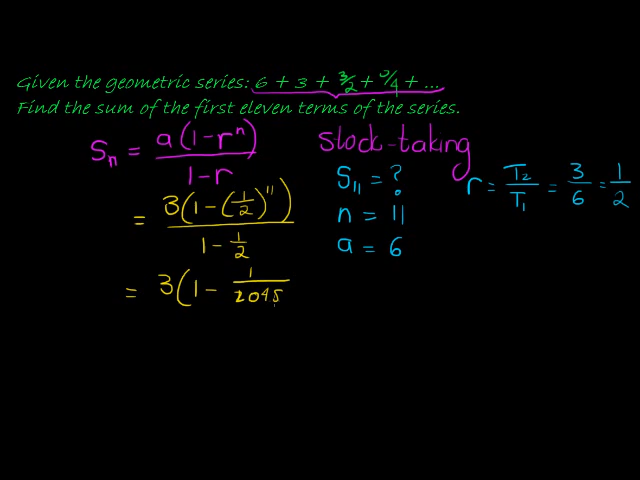 Given the geometric series: 6 + 3 + 3/2 + 3/4 + ...
Find the sum of the first eleven terms of the series.
Sn = a(1-r^n) / 1-r
Stock-taking
S11 = ?
n = 11
a = 6
r = T2/T1 = 3/6 = 1/2
= 3(1-(1/2)^11) / 1-1/2
= 3(1 - 1/2045